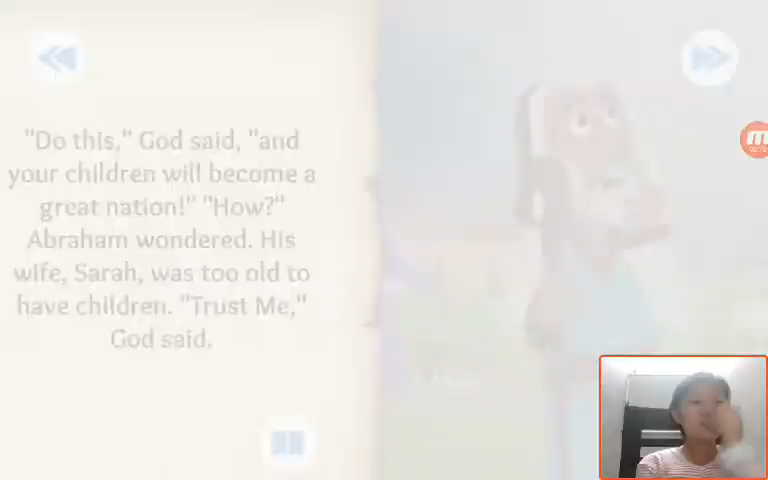 "Do this," God said, "and
your children will become a
great nation!" "How?"
Abraham wondered. His
wife, Sarah, was too old to
have children. "Trust Me,"
God said.